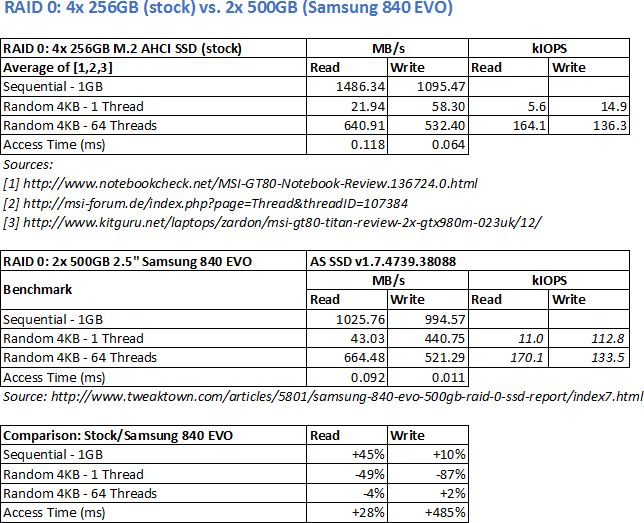 RAID 0: 4x 256GB (stock) vs. 2x 500GB (Samsung 840 EVO)
RAID 0: 4x 256GB M.2 AHCI SSD (stock) MB/s kIOPS
Average of [1,2,3] Read Write Read Write
Sequential - 1GB 1486.34 1095.47
Random 4KB - 1 Thread 21.94 58.30 5.6 14.9
Random 4KB - 64 Threads 640.91 532.40 164.1 136.3
Access Time (ms) 0.118 0.064
Sources:
[1] http://www.notebookcheck.net/MSI-GT80-Notebook-Review.136724.0.html
[2] http://msi-forum.de/index.php?page=Thread&threadID=107384
[3] http://www.kitguru.net/laptops/zardon/msi-gt80-titan-review-2x-gtx980m-023uk/12/
RAID 0: 2x 500GB 2.5" Samsung 840 EVO AS SSD v1.7.4739.38088
Benchmark MB/s kIOPS
Read Write Read Write
Sequential - 1GB 1025.76 994.57
Random 4KB - 1 Thread 43.03 440.75 11.0 112.8
Random 4KB - 64 Threads 664.48 521.29 170.1 133.5
Access Time (ms) 0.092 0.011
Source: http://www.tweaktown.com/articles/5801/samsung-840-evo-500gb-raid-0-ssd-report/index7.html
Comparison: Stock/Samsung 840 EVO Read Write
Sequential - 1GB +45% +10%
Random 4KB - 1 Thread -49% -87%
Random 4KB - 64 Threads -4% +2%
Access Time (ms) +28% +485%